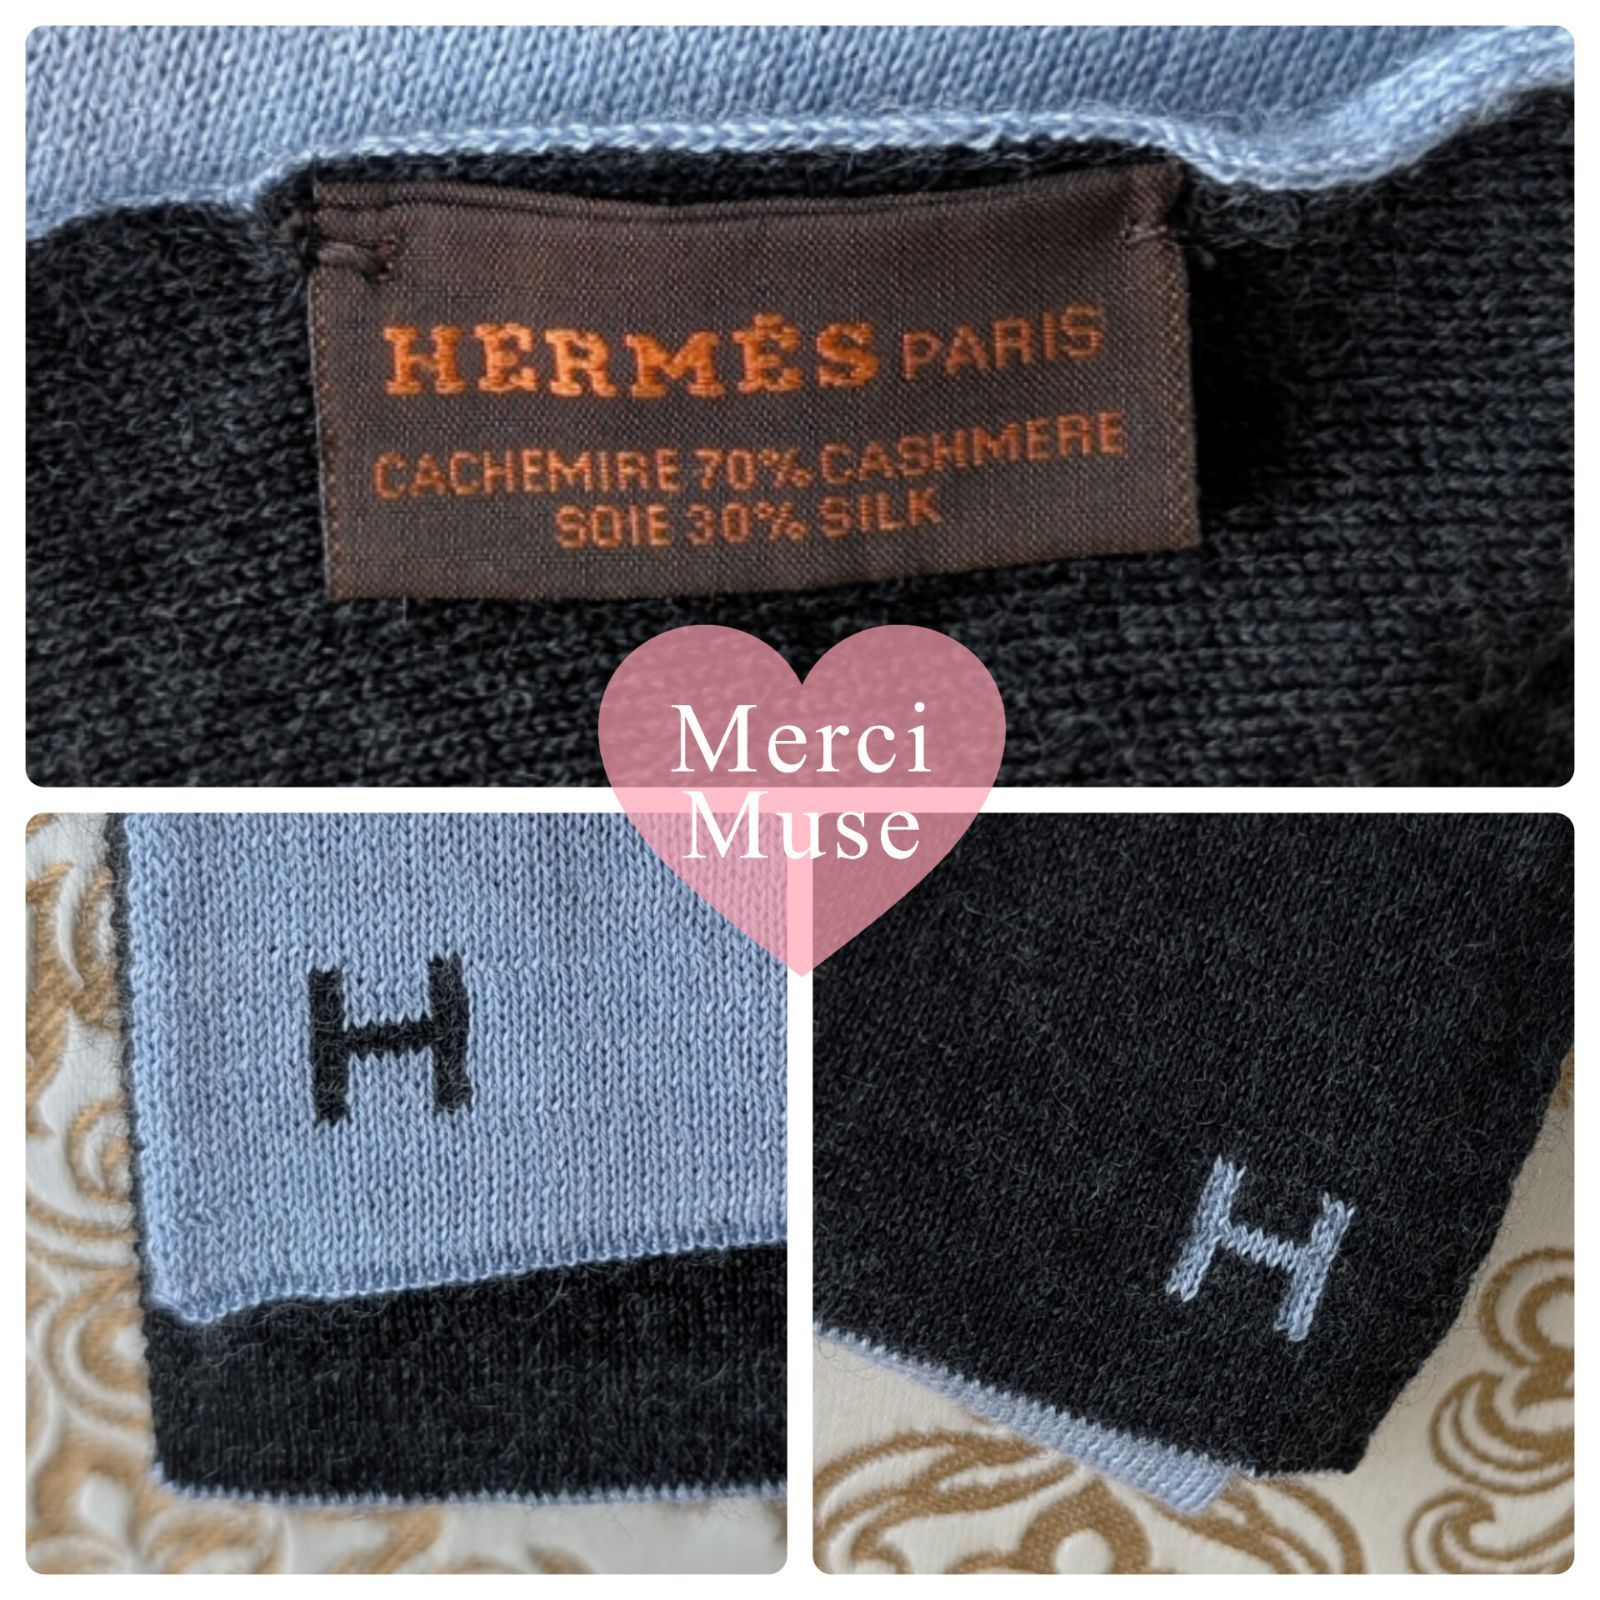 HERMÈS PARIS
CACHEMIRE 70% CASHMERE
SOIE 30% SILK
Merci
Muse
H
H